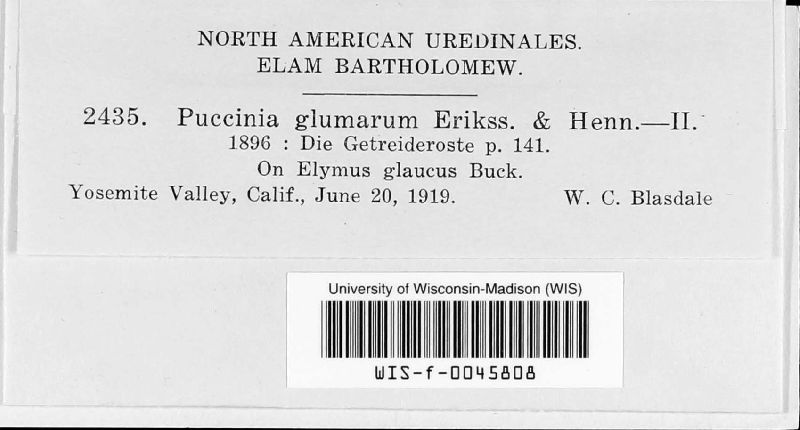 NORTH AMERICAN UREDINALES.
ELAM BARTHOLOMEW.
2435. Puccinia glumarum Erikss. & Henn.—II.
1896 : Die Getreideroste p. 141.
On Elymus glaucus Buck.
Yosemite Valley, Calif., June 20, 1919. W. C. Blasdale
University of Wisconsin-Madison (WIS)
WIS-f-0045808